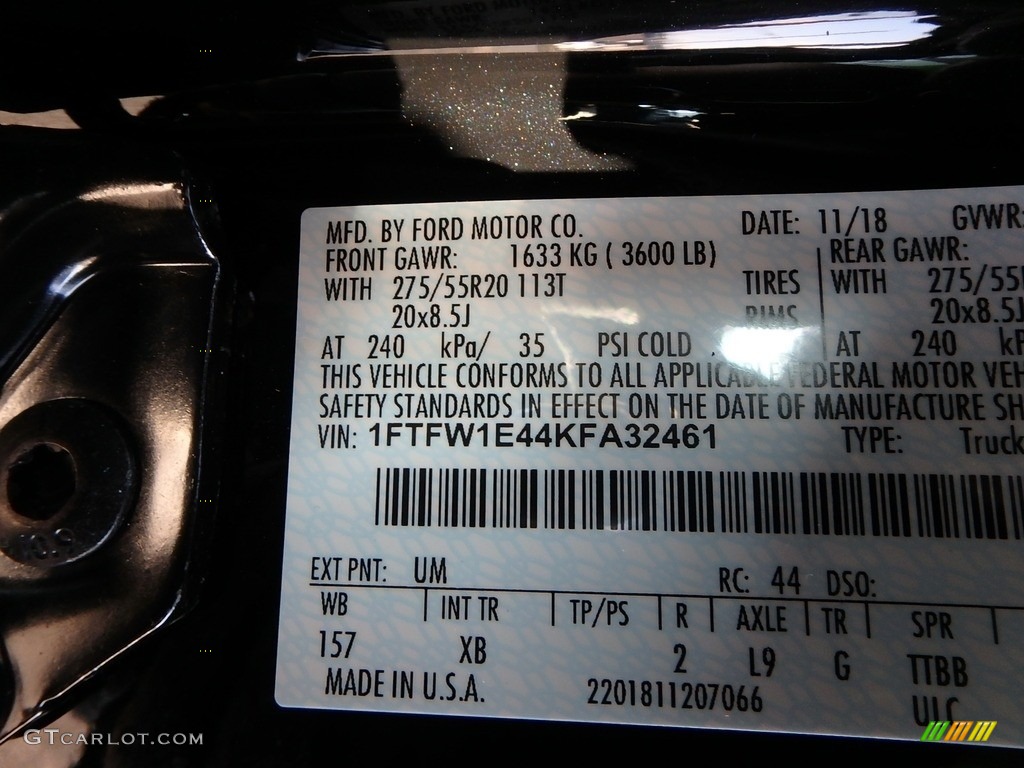 MFD. BY FORD MOTOR CO. DATE: 11/18 GVWR:
FRONT GAWR: 1633 KG ( 3600 LB) REAR GAWR:
WITH 275/55R20 113T TIRES WITH 275/55
20x8.5J RIMS 20x8.5J
AT 240 kPa/ 35 PSI COLD AT 240
THIS VEHICLE CONFORMS TO ALL APPLICABLE FEDERAL MOTOR VEH
SAFETY STANDARDS IN EFFECT ON THE DATE OF MANUFACTURE SH
VIN: 1FTFW1E44KFA32461 TYPE: Truck
EXT PNT: UM RC: 44 DSO:
WB INT TR TP/PS R AXLE TR SPR
157 XB 2 L9 G TTBB
MADE IN U.S.A. 2201811207066 ULC
10.9
GTCARLOT.COM